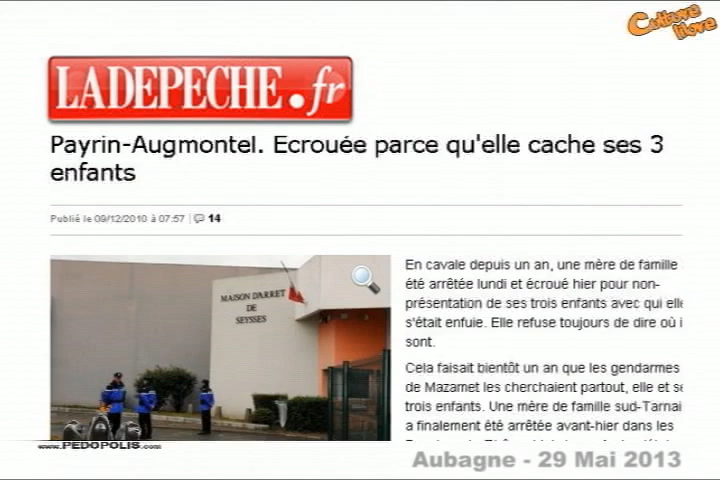 Culture libre
LADEPECHE.fr
Payrin-Augmontel. Ecrouée parce qu'elle cache ses 3
enfants
Publié le 09/12/2010 à 07:57 | 14
En cavale depuis un an, une mère de famille
été arrêtée lundi et écroué hier pour non-
présentation de ses trois enfants avec qui elle
s'était enfuie. Elle refuse toujours de dire où i
sont.
MAISON D'ARRET
DE
SEYSSES
Cela faisait bientôt un an que les gendarmes
de Mazamet les cherchaient partout, elle et se
trois enfants. Une mère de famille sud-Tarnai
a finalement été arrêtée avant-hier dans les
www.PEDOPOLIS.com
Aubagne - 29 Mai 2013